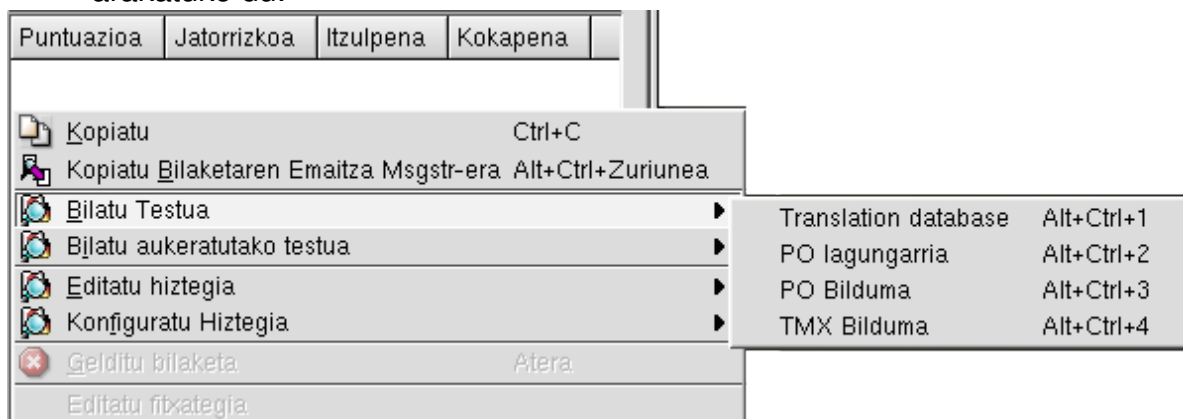 arakatuko du.
Puntuazioa Jatorrizkoa Itzulpena Kokapena
Kopiatu Ctrl+C
Kopiatu Bilaketaren Emaitza Msgstr-era Alt+Ctrl+Zuriunea
Bilatu Testua
Bilatu aukeratutako testua
Editatu hiztegia
Konfiguratu Hiztegia
Gelditu bilaketa Atera
Editatu fitxategia
Translation database Alt+Ctrl+1
PO lagungarria Alt+Ctrl+2
PO Bilduma Alt+Ctrl+3
TMX Bilduma Alt+Ctrl+4